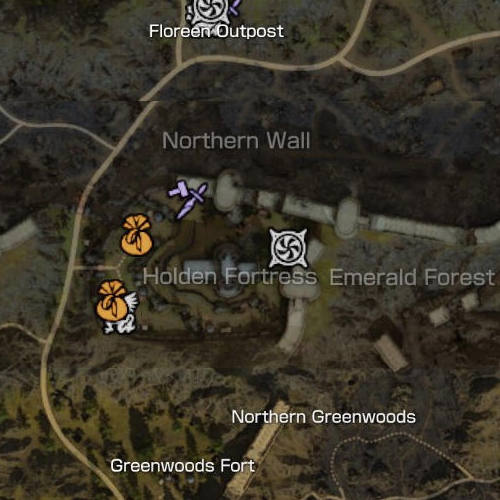 Floreen Outpost
Northern Wall
Holden Fortress
Emerald Forest
Northern Greenwoods
Greenwoods Fort